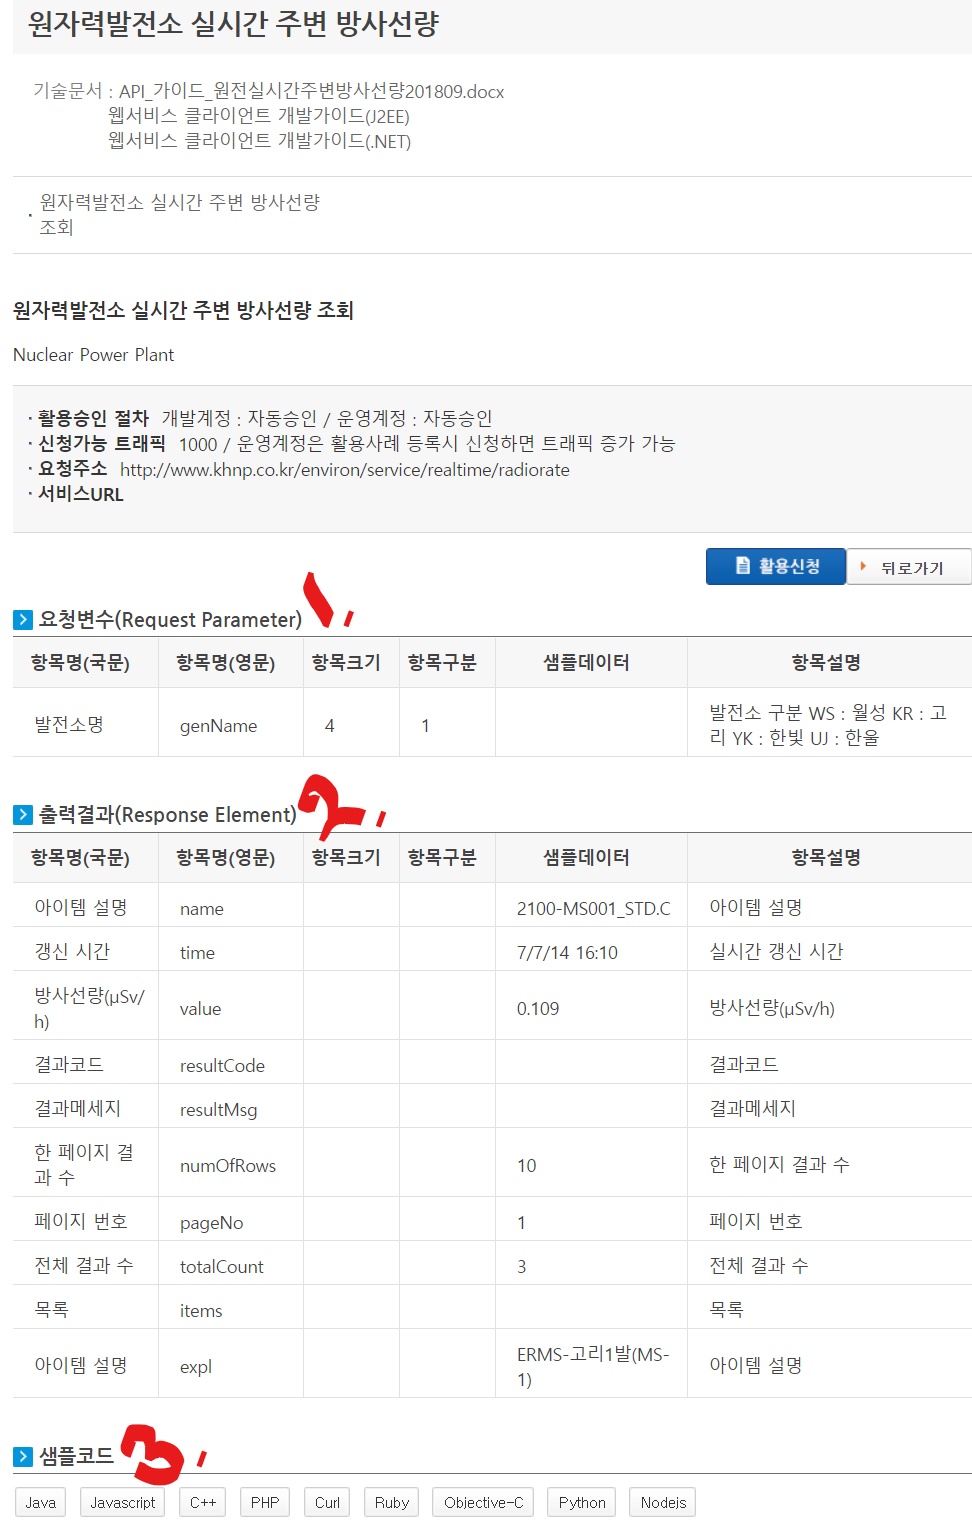 원자력발전소 실시간 주변 방사선량
기술문서 : API_가이드_원전실시간주변방사선량201809.docx
웹서비스 클라이언트 개발가이드(J2EE)
웹서비스 클라이언트 개발가이드(.NET)
· 원자력발전소 실시간 주변 방사선량
조회
원자력발전소 실시간 주변 방사선량 조회
Nuclear Power Plant
· 활용승인 절차 개발계정 : 자동승인 / 운영계정 : 자동승인
· 신청가능 트래픽 1000 / 운영계정은 활용사례 등록시 신청하면 트래픽 증가 가능
· 요청주소 http://www.khnp.co.kr/environ/service/realtime/radiorate
· 서비스URL
활용신청 뒤로가기
요청변수(Request Parameter) 1.
항목명(국문) 항목명(영문) 항목크기 항목구분 샘플데이터 항목설명
발전소명 genName 4 1 발전소 구분 WS : 월성 KR : 고
리 YK : 한빛 UJ : 한울
출력결과(Response Element) 2.
항목명(국문) 항목명(영문) 항목크기 항목구분 샘플데이터 항목설명
아이템 설명 name 2100-MS001_STD.C 아이템 설명
갱신 시간 time 7/7/14 16:10 실시간 갱신 시간
방사선량(μSv/
h) value 0.109 방사선량(μSv/h)
결과코드 resultCode 결과코드
결과메세지 resultMsg 결과메세지
한 페이지 결
과 수 numOfRows 10 한 페이지 결과 수
페이지 번호 pageNo 1 페이지 번호
전체 결과 수 totalCount 3 전체 결과 수
목록 items 목록
아이템 설명 expl ERMS-고리1발(MS-
1) 아이템 설명
샘플코드 3.
Java Javascript C++ PHP Curl Ruby Objective-C Python Nodejs